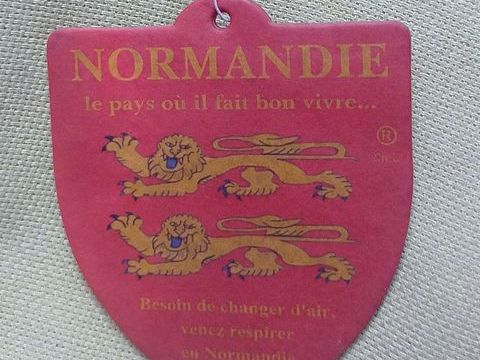 NORMANDIE
le pays où il fait bon vivre...
®
Besoin de changer d'air,
venez respirer
en Normandie